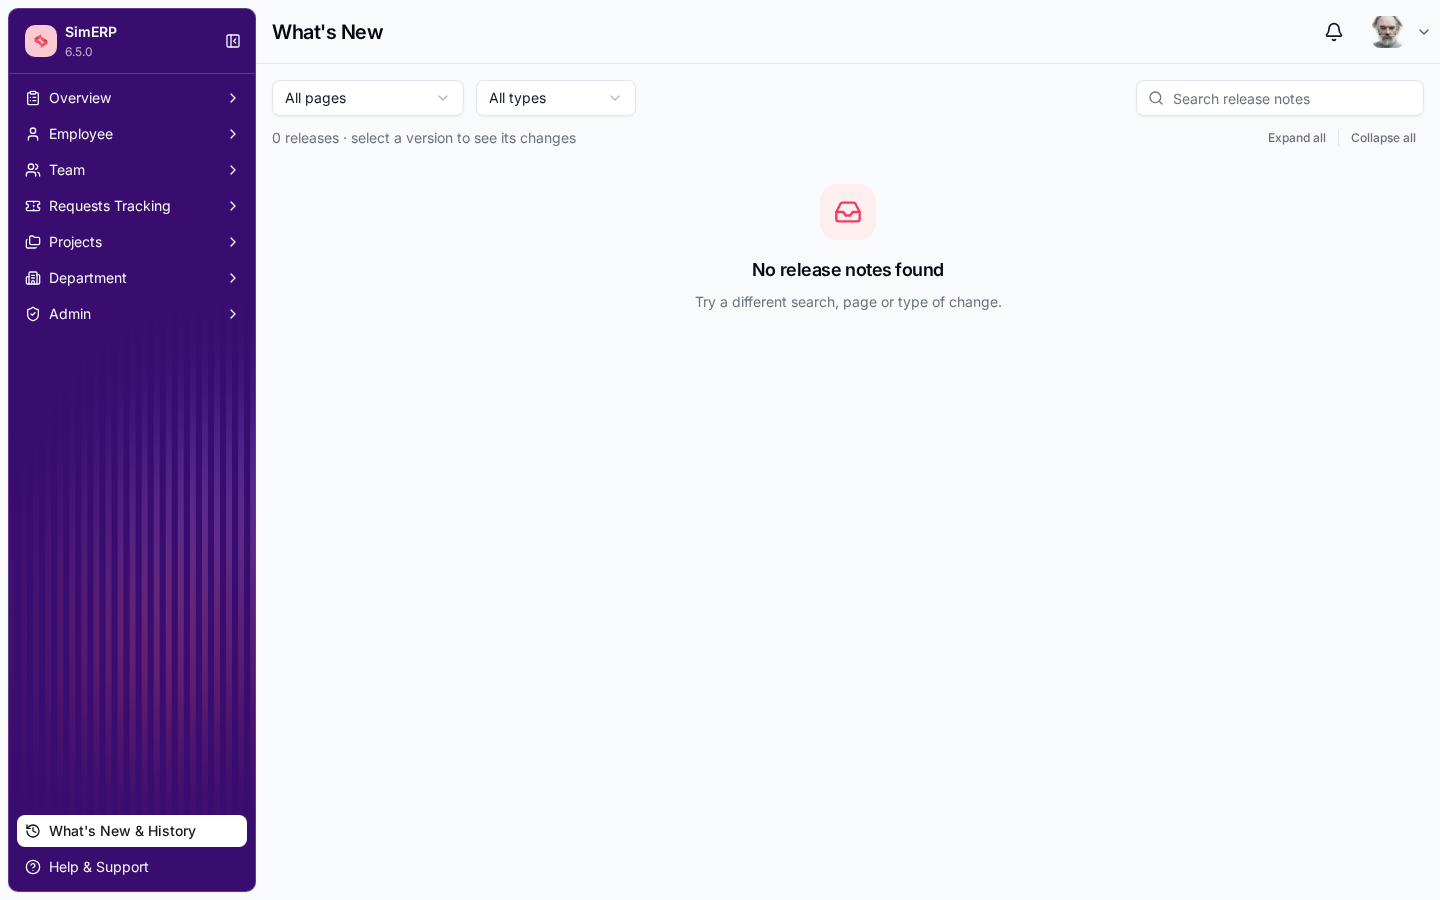 SimERP
6.5.0
Overview
Employee
Team
Requests Tracking
Projects
Department
Admin
What's New & History
Help & Support
What's New
All pages
All types
Search release notes
0 releases · select a version to see its changes
Expand all
Collapse all
No release notes found
Try a different search, page or type of change.